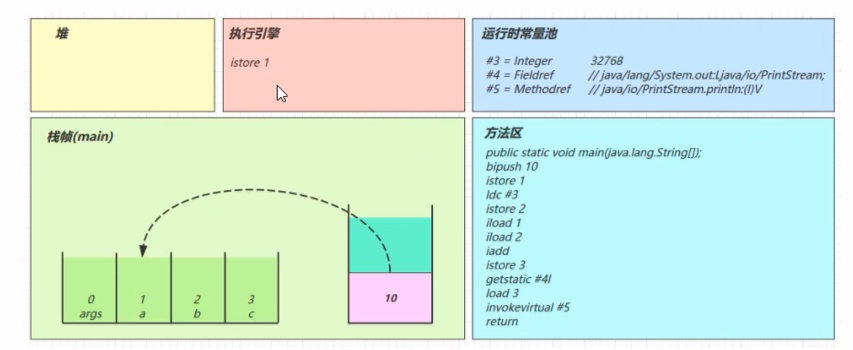 堆
执行引擎
istore 1
运行时常量池
#3 = Integer 32768
#4 = Fieldref // java/lang/System.out:Ljava/io/PrintStream;
#5 = Methodref // java/io/PrintStream.println:(I)V
栈帧(main)
0 1 2 3
args a b c
10
方法区
public static void main(java.lang.String[]);
bipush 10
istore 1
ldc #3
istore 2
iload 1
iload 2
iadd
istore 3
getstatic #4I
load 3
invokevirtual #5
return